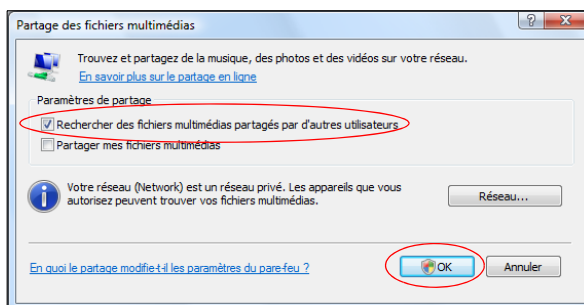 Partage des fichiers multimédias
Trouvez et partagez de la musique, des photos et des vidéos sur votre réseau.
En savoir plus sur le partage en ligne
Paramètres de partage
Rechercher des fichiers multimédias partagés par d'autres utilisateurs
Partager mes fichiers multimédias
Votre réseau (Network) est un réseau privé. Les appareils que vous
autorisez peuvent trouver vos fichiers multimédias.
Réseau...
En quoi le partage modifie-t-il les paramètres du pare-feu ?
OK
Annuler